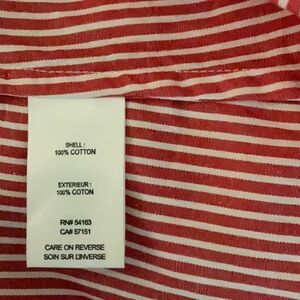 SHELL :
100% COTTON
EXTERIEUR :
100% COTON
RN# 54163
CA# 57151
CARE ON REVERSE
SOIN SUR L'INVERSE